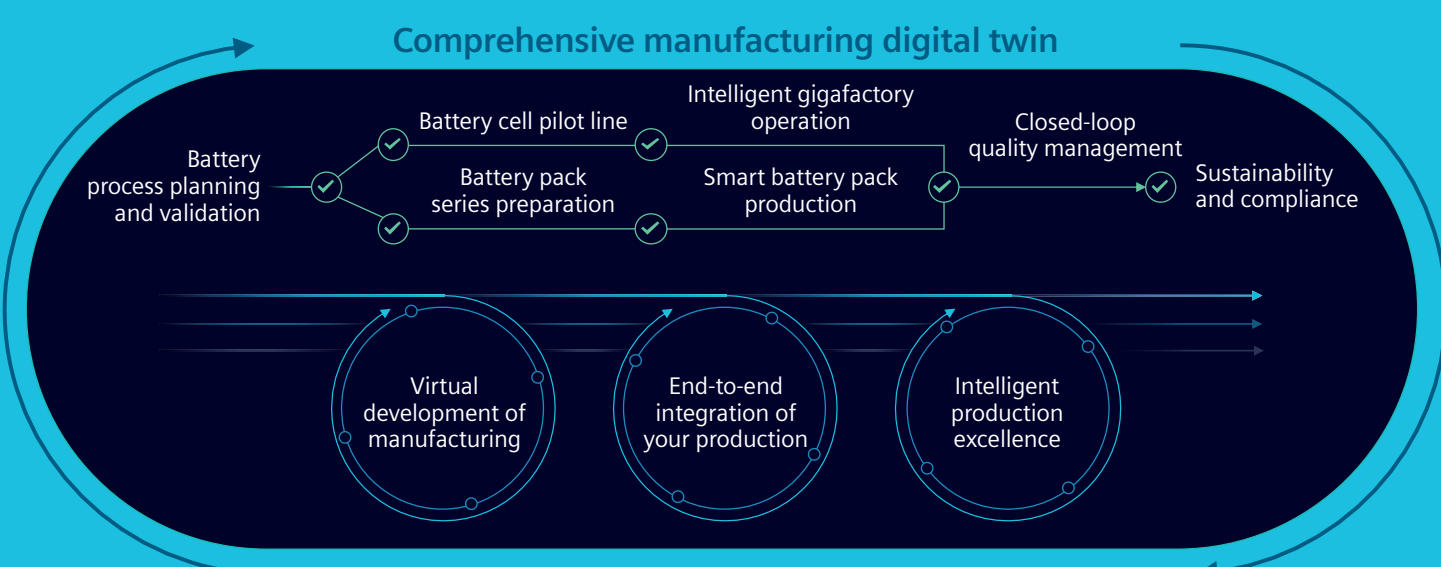 Comprehensive manufacturing digital twin
Battery
process planning
and validation
Battery cell pilot line
Battery pack
series preparation
Intelligent gigafactory
operation
Smart battery pack
production
Closed-loop
quality management
Sustainability
and compliance
Virtual
development of
manufacturing
End-to-end
integration of
your production
Intelligent
production
excellence